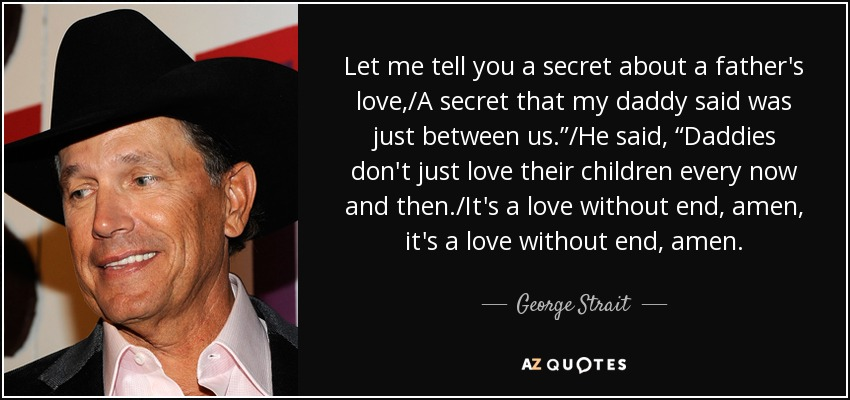 Let me tell you a secret about a father's
love,/A secret that my daddy said was
just between us.”/He said, “Daddies
don't just love their children every now
and then./It's a love without end, amen,
it's a love without end, amen.
George Strait
AZ QUOTES